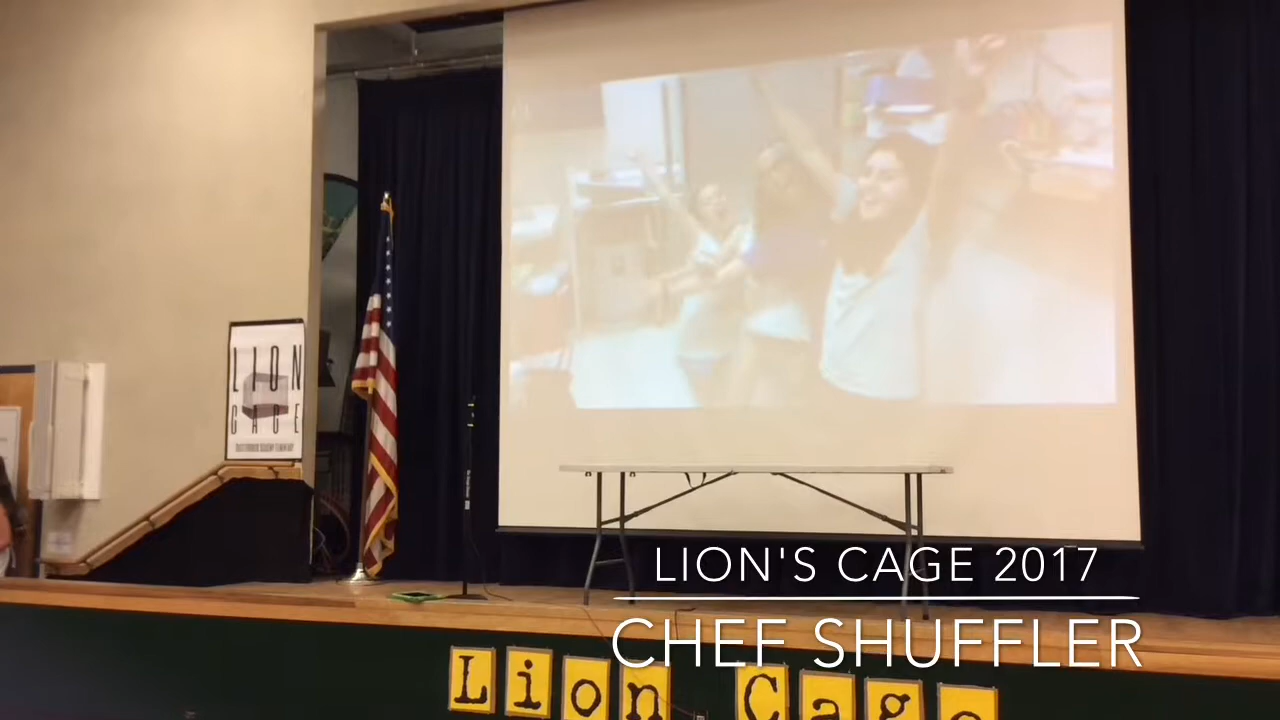 LION
CAGE
LION'S CAGE 2017
CHEF SHUFFLER
Lion Cage